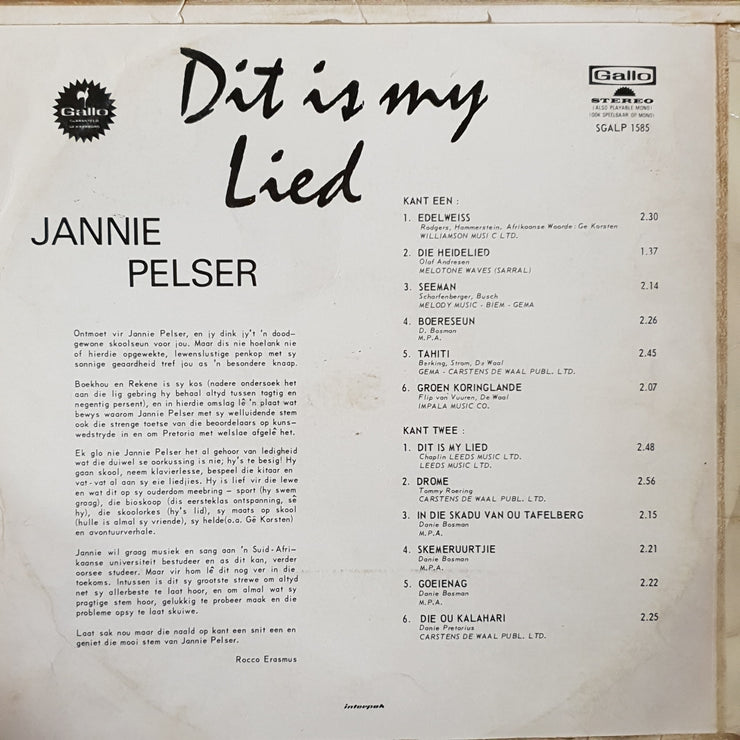 Dit is my
Lied
Gallo
Gallo
STEREO
(ALSO PLAYABLE MONO)
(OOK SPEELBAAR OP MONO)
SGALP 1585
JANNIE
PELSER
Ontmoet vir Jannie Pelser, en jy dink jy't 'n dood-
gewone skoolseun voor jou. Maar dis nie hoelank nie
of hierdie opgewekte, lewenslustige penkop met sy
sonnige geaardheid tref jou as 'n besondere knaap.
Boekhou en Rekene is sy kas (nadere ondersoek het
aan die lig gebring hy behaal altyd tussen tagtig en
negentig persent), en in hierdie omslag lê 'n plaat wat
bewys waarom Jannie Pelser met sy welluidende stem
ook die strenge toetse van die beoordelaars op kuns-
wedstryde in en om Pretoria met welslae afgelê het.
Ek glo nie Jannie Pelser het al gehoor van ledigheid
wat die duiwel se oorkussing is nie; hy's te besig! Hy
gaan skool, neem klavierlesse, bespeel die kitaar en
vat-vat al aan sy eie liedjies. Hy is lief vir die lewe
en wat dit op sy ouderdom meebring – sport (hy swem
graag), die bioskoop (dis eersteklas ontspanning, sê
hy), die skoolorkes (hy's lid), sy maats op skool
(hulle is almal sy vriende), sy helde(o.a. Gé Korsten)
en avontuurverhale.
Jannie wil graag musiek en sang aan 'n Suid-Afri-
kaanse universiteit bestudeer en as dit kan, verder
oorsee studeer. Maar vir hom lê dit nog ver in die
toekoms. Intussen is dit sy grootste strewe om altyd
net sy allerbeste te laat hoor, en om almal wat sy
pragtige stem hoor, gelukkig te probeer maak en die
probleme opsy te laat skuiwe.
Laat sak nou maar die naald op kant een snit een en
geniet die mooi stem van Jannie Pelser.
Rocco Erasmus
KANT EEN :
1. EDELWEISS 2.30
Rodgers, Hammerstein, Afrikaanse Woorde: Ge Korsten
WILLIAMSON MUSI C LTD.
2. DIE HEIDELIED 1.37
Olaf Andresen
MELOTONE WAVES (SARRAL)
3. SEEMAN 2.14
Scharfenberger, Busch
MELODY MUSIC - BIEM - GEMA
4. BOERESEUN 2.26
D. Bosman
M.P.A.
5. TAHITI 2.45
Berking, Strom, De Waal
GEMA - CARSTENS DE WAAL PUBL. LTD.
6. GROEN KORINGLANDE 2.07
Flip van Vuuren, De Waal
IMPALA MUSIC CO.
KANT TWEE :
1. DIT IS MY LIED 2.48
Chaplin LEEDS MUSIC LTD.
LEEDS MUSIC LTD.
2. DROME 2.56
Tommy Roering
CARSTENS DE WAAL PUBL. LTD.
3. IN DIE SKADU VAN OU TAFELBERG 2.15
Danie Bosman
M.P.A.
4. SKEMERUURTJIE 2.21
Danie Bosman
M.P.A.
5. GOEIENAG 2.22
Danie Bosman
M.P.A.
6. DIE OU KALAHARI 2.25
Danie Pretorius
CARSTENS DE WAAL PUBL. LTD.
interpak